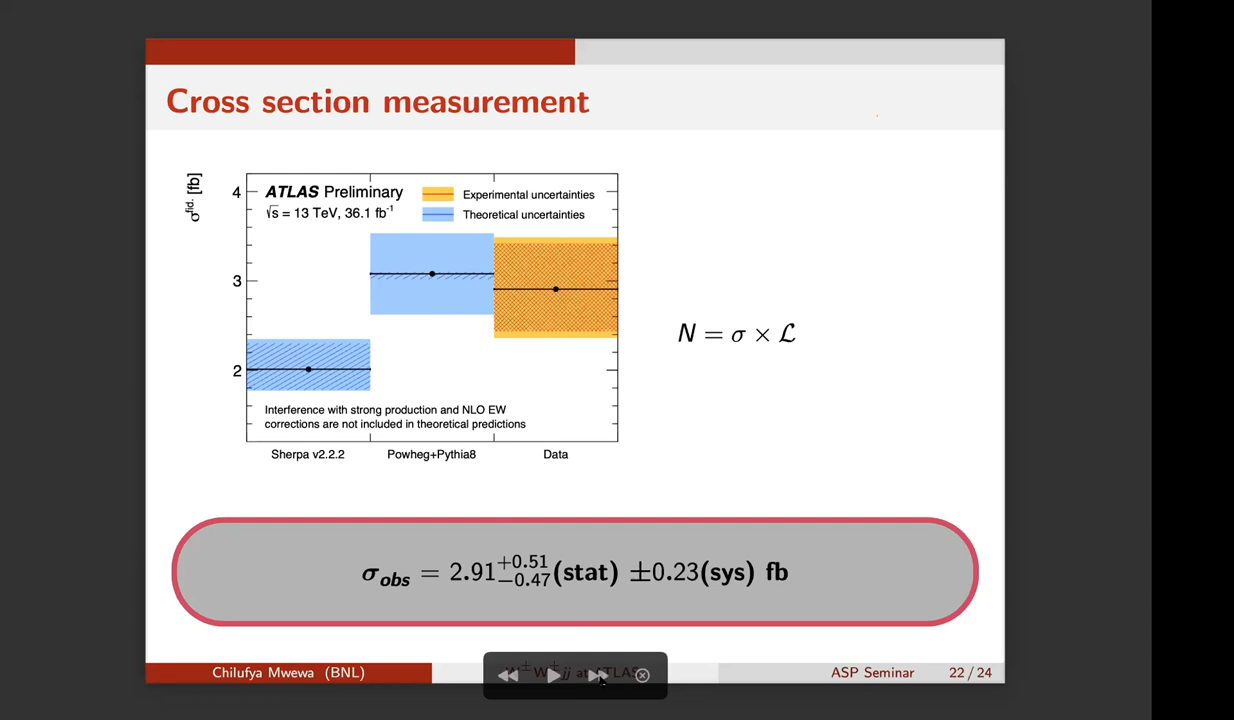 Cross section measurement
σ^fid. [fb]
4
3
2
ATLAS Preliminary
√s = 13 TeV, 36.1 fb⁻¹
Experimental uncertainties
Theoretical uncertainties
Interference with strong production and NLO EW
corrections are not included in theoretical predictions
Sherpa v2.2.2 Powheg+Pythia8 Data
N = σ × ℒ
σ_obs = 2.91^{+0.51}_{−0.47}(stat) ±0.23(sys) fb
Chilufya Mwewa (BNL) W±W±jj at ATLAS ASP Seminar 22 / 24